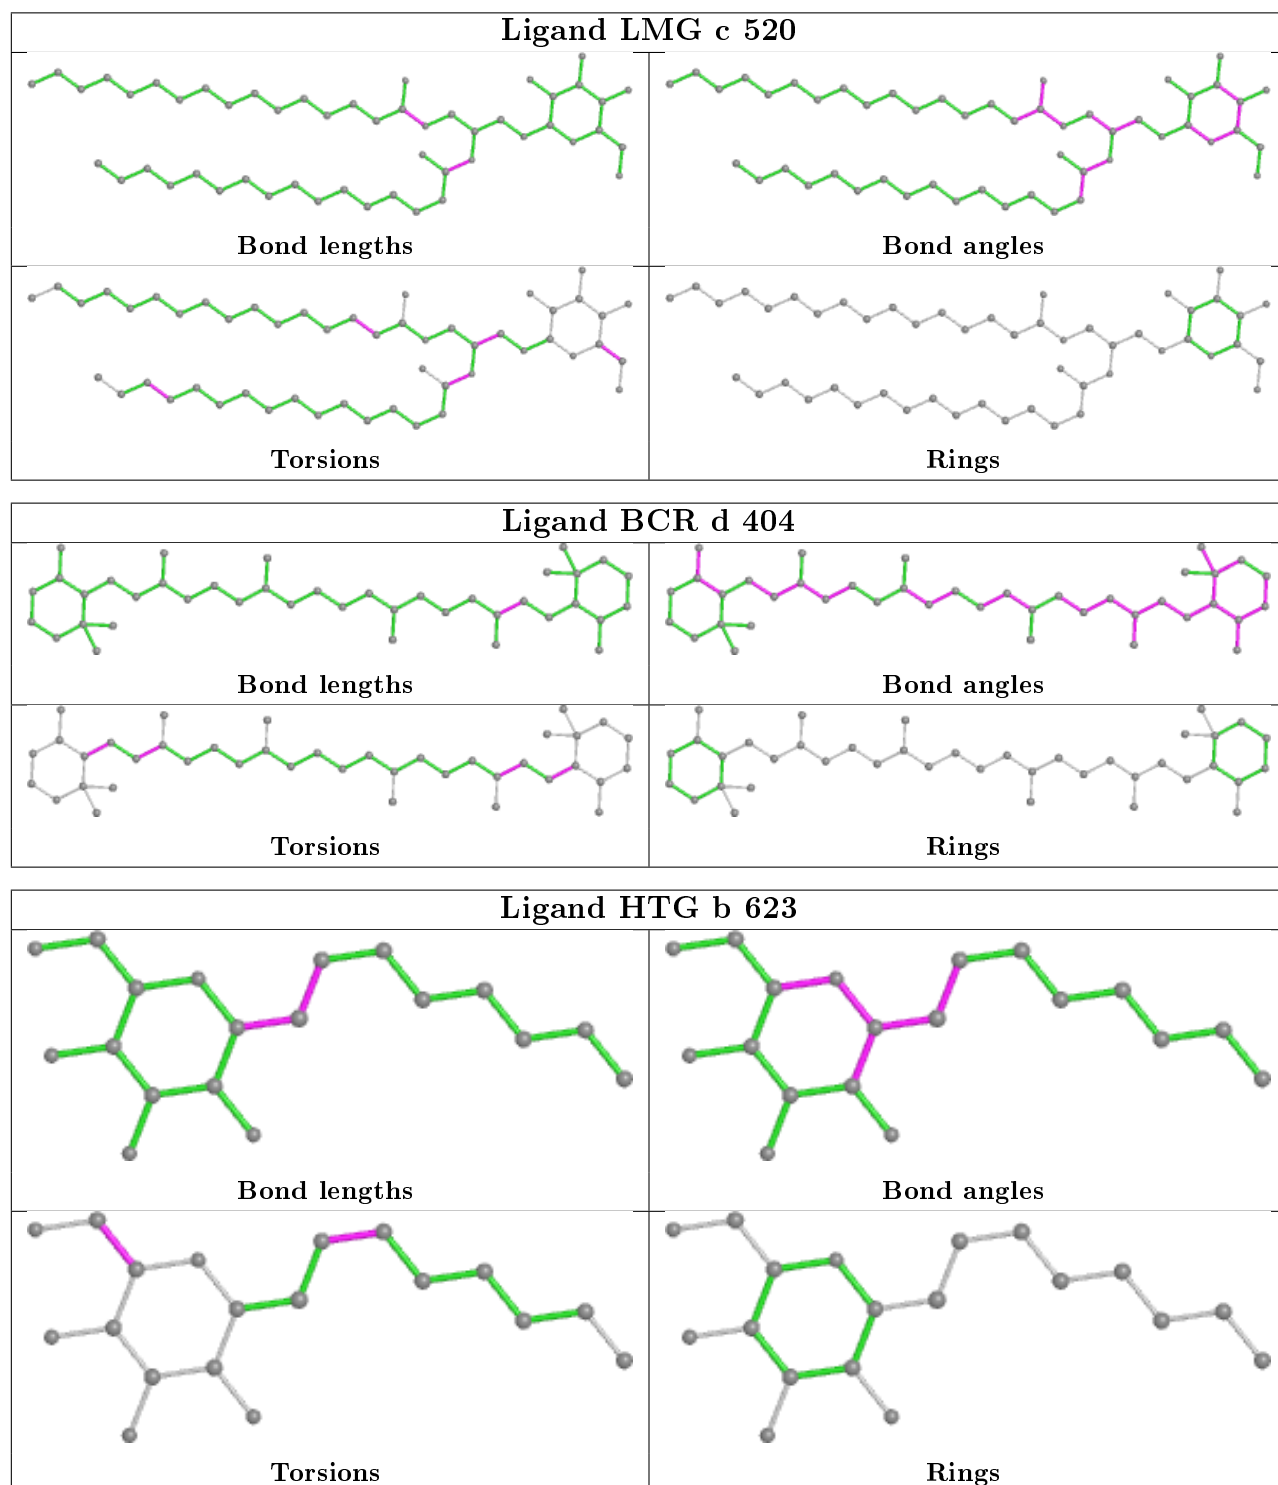 Ligand LMG c 520
Bond lengths
Bond angles
Torsions
Rings
Ligand BCR d 404
Bond lengths
Bond angles
Torsions
Rings
Ligand HTG b 623
Bond lengths
Bond angles
Torsions
Rings